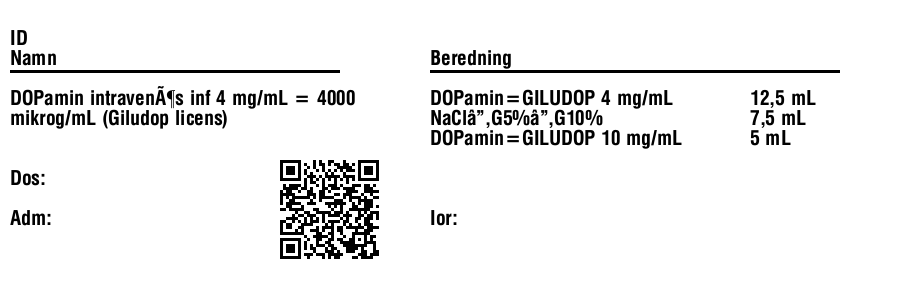 ID
Namn
Beredning
DOPamin intravenÃ¶s inf 4 mg/mL = 4000
mikrog/mL (Giludop licens)
DOPamin=GILUDOP 4 mg/mL 12,5 mL
NaClâ”‚G5%â”‚G10% 7,5 mL
DOPamin=GILUDOP 10 mg/mL 5 mL
Dos:
Adm:
Ior: